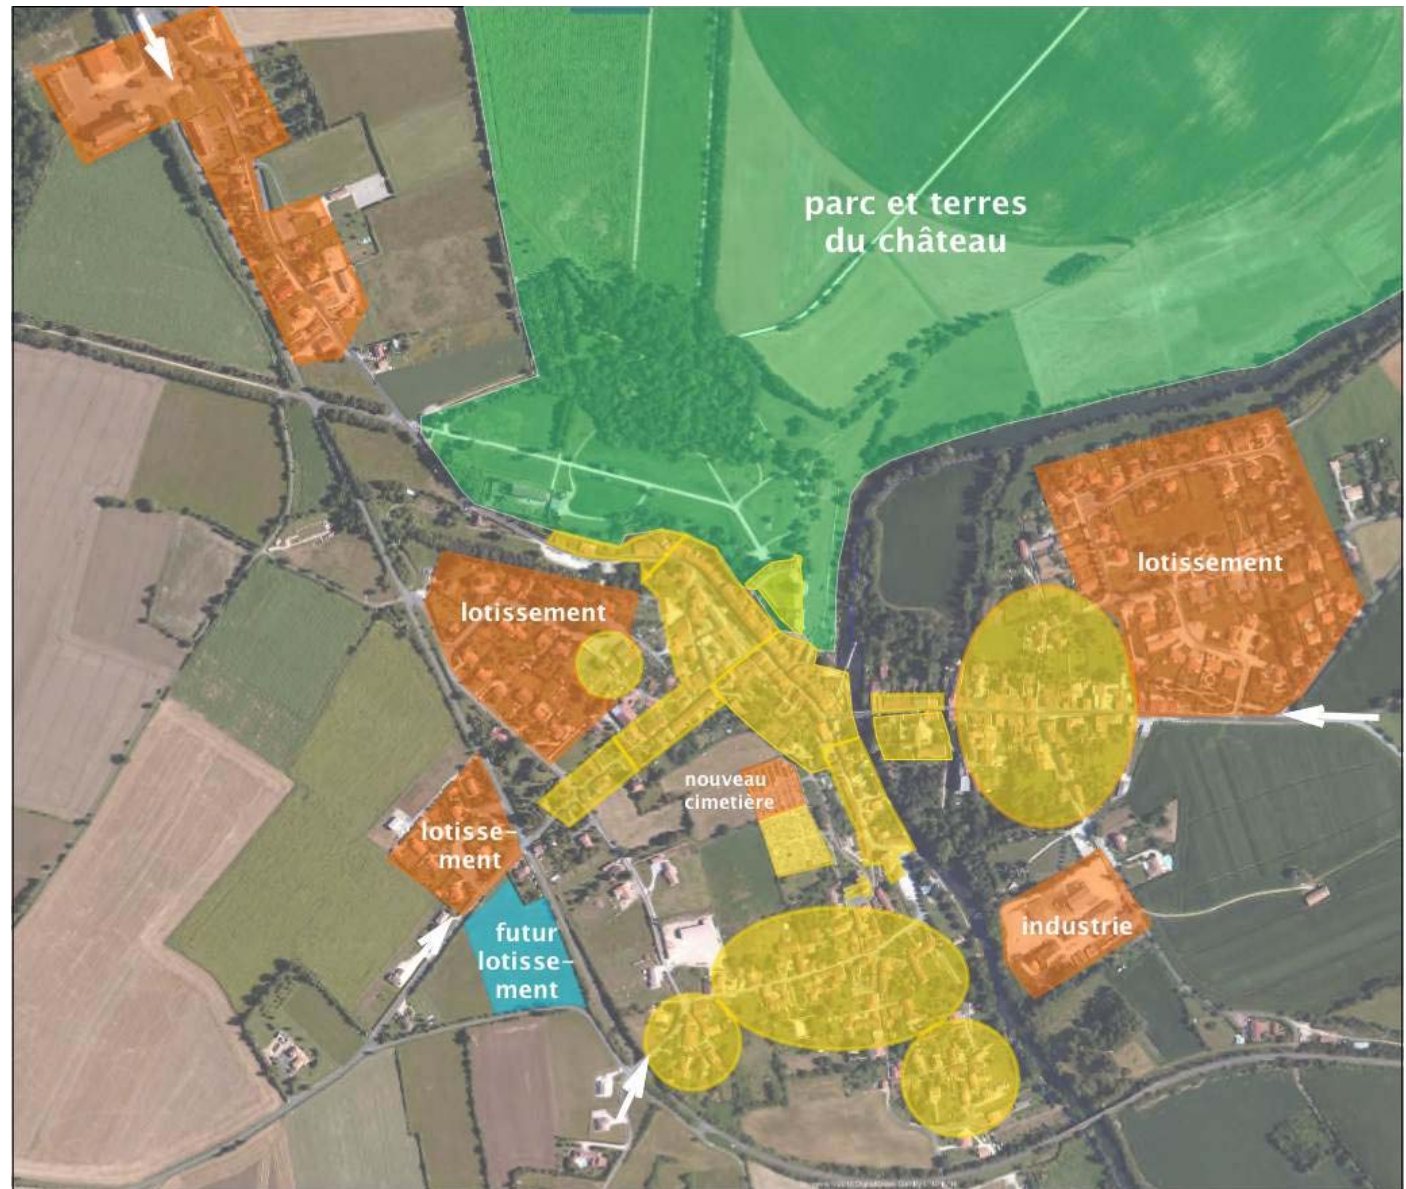 parc et terres
du château
lotissement
lotissement
nouveau
cimetière
lotisse-
ment
industrie
futur
lotisse-
ment